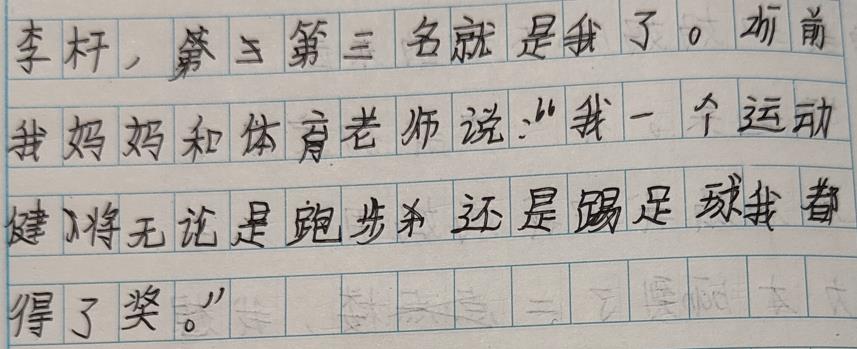 李杆，第三名就是我了。以前
我妈妈和体育老师说：“我一个运动
健将无论是跑步还是踢足球我都
得了奖。”